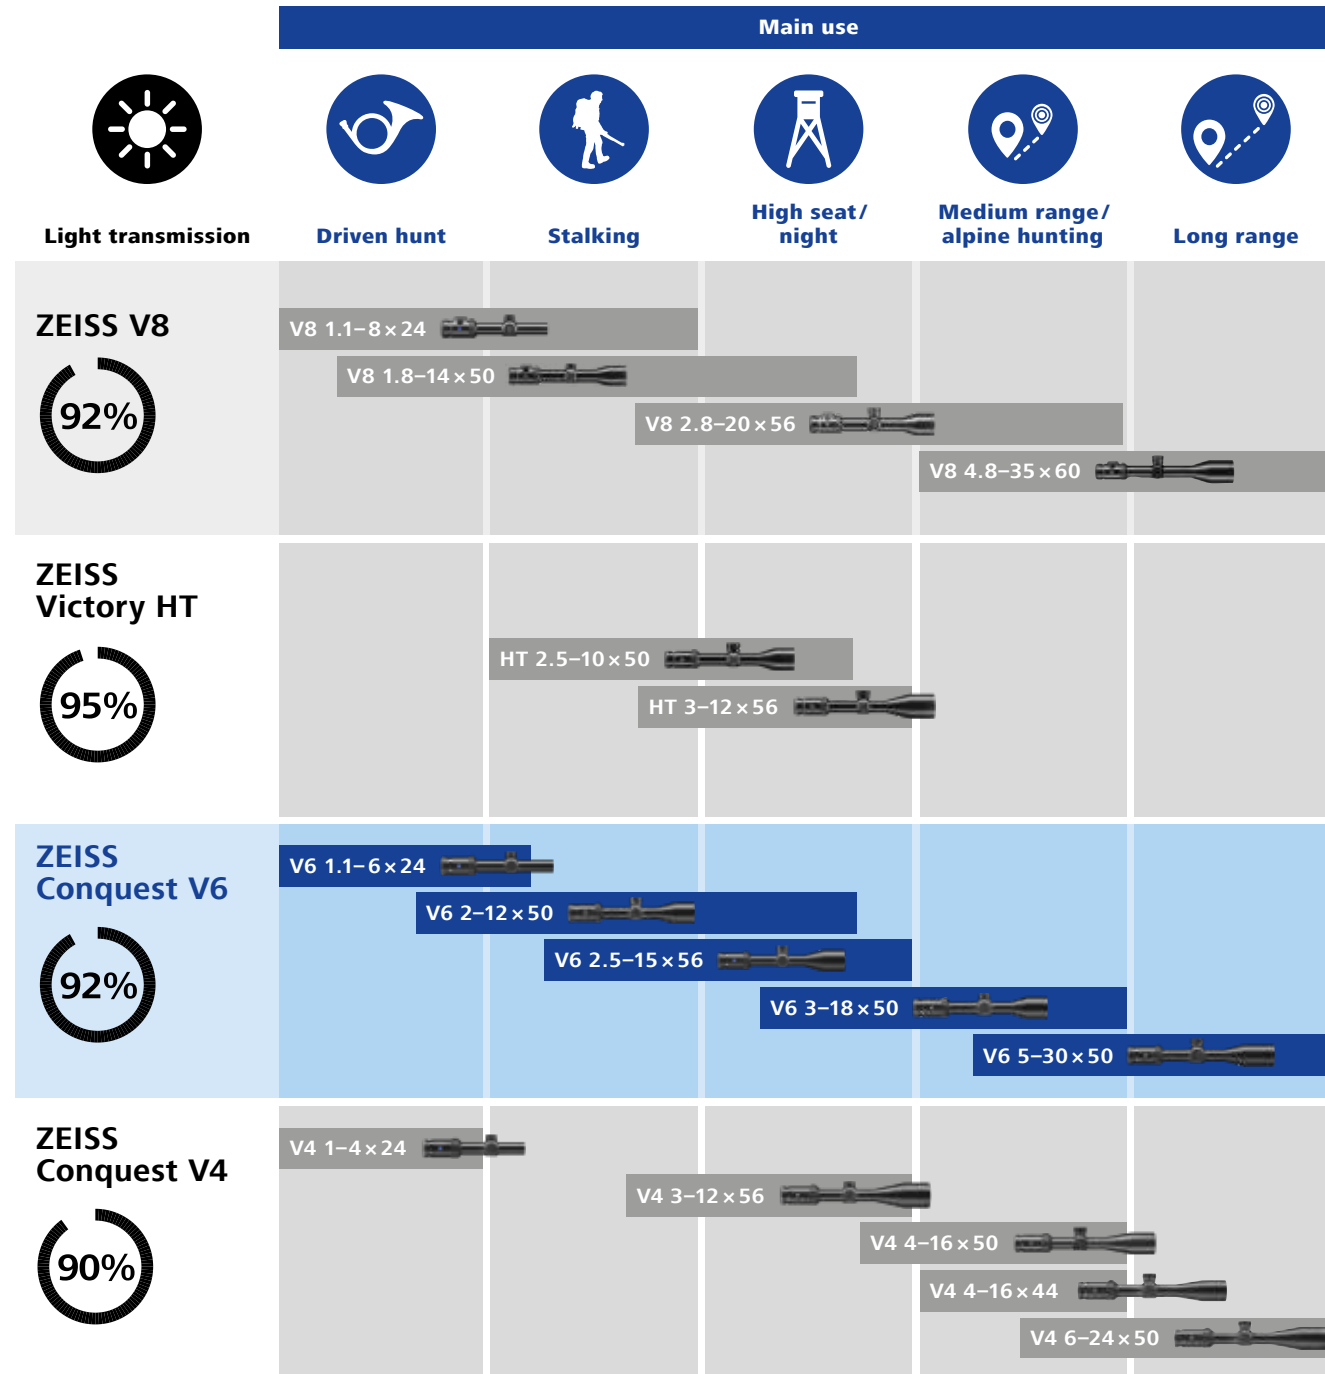 Main use
Light transmission
Driven hunt
Stalking
High seat/
night
Medium range/
alpine hunting
Long range
ZEISS V8
92%
V8 1.1–8×24
V8 1.8–14×50
V8 2.8–20×56
V8 4.8–35×60
ZEISS
Victory HT
95%
HT 2.5–10×50
HT 3–12×56
ZEISS
Conquest V6
92%
V6 1.1–6×24
V6 2–12×50
V6 2.5–15×56
V6 3–18×50
V6 5–30×50
ZEISS
Conquest V4
90%
V4 1–4×24
V4 3–12×56
V4 4–16×50
V4 4–16×44
V4 6–24×50